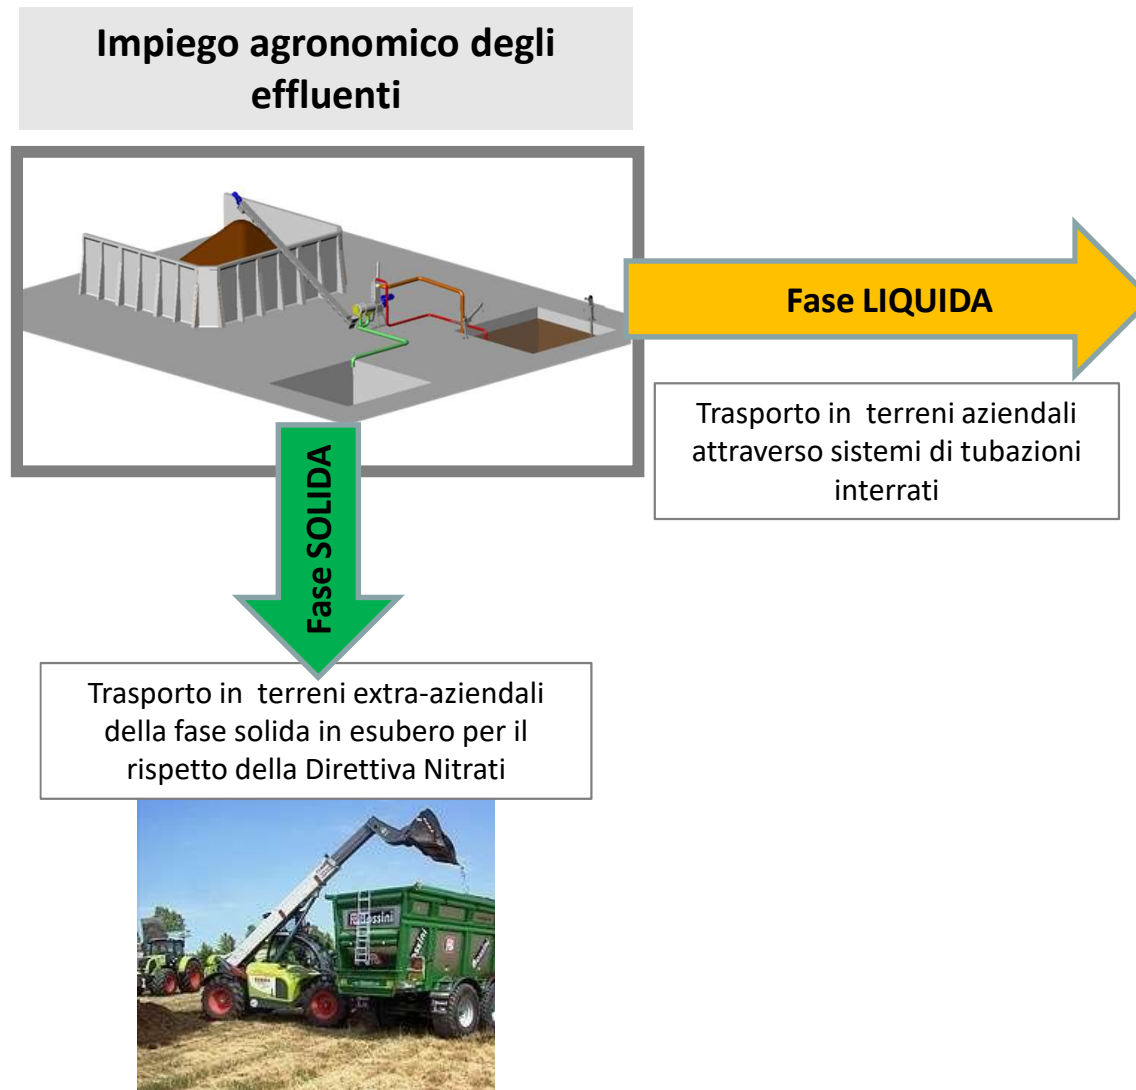 Impiego agronomico degli
effluenti
Fase LIQUIDA
Trasporto in  terreni aziendali
attraverso sistemi di tubazioni
interrati
Fase SOLIDA
Trasporto in  terreni extra-aziendali
della fase solida in esubero per il
rispetto della Direttiva Nitrati
Bossini